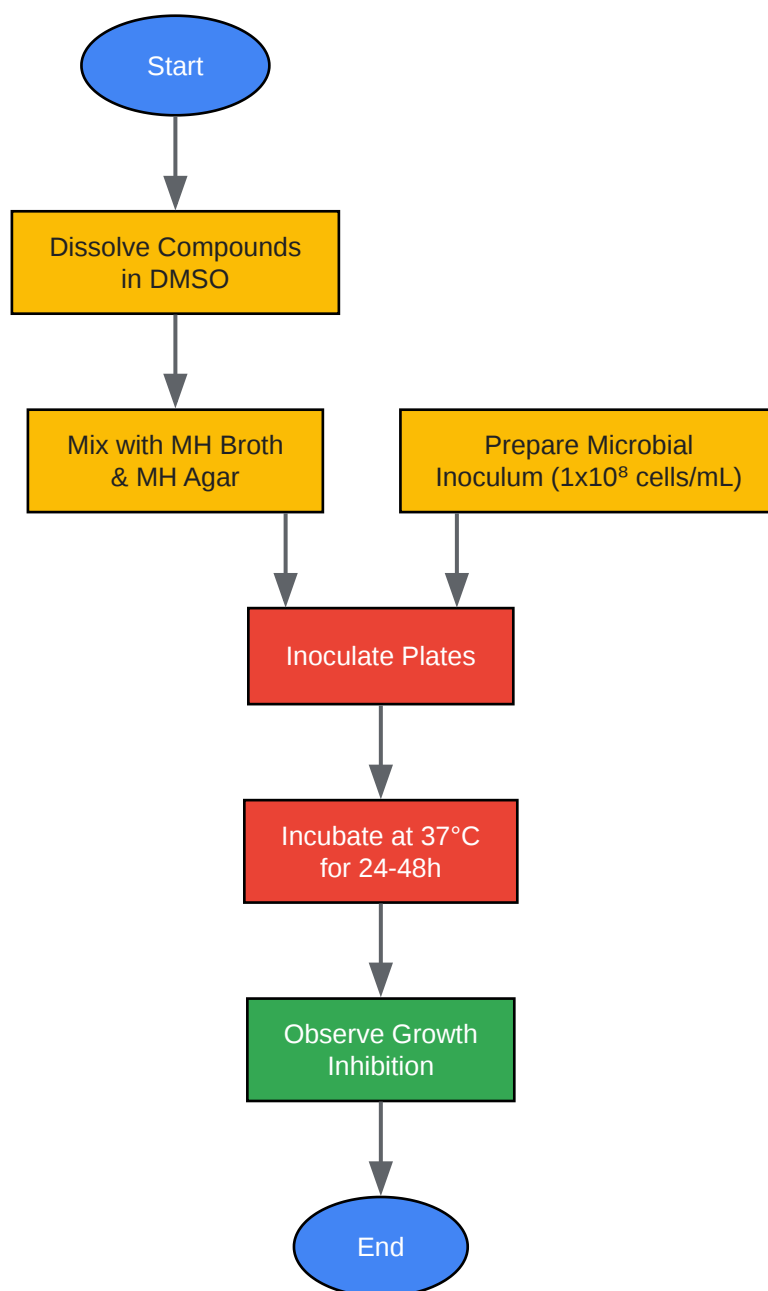 Start
Dissolve Compounds
in DMSO
Mix with MH Broth
& MH Agar
Prepare Microbial
Inoculum (1x10⁸ cells/mL)
Inoculate Plates
Incubate at 37°C
for 24-48h
Observe Growth
Inhibition
End